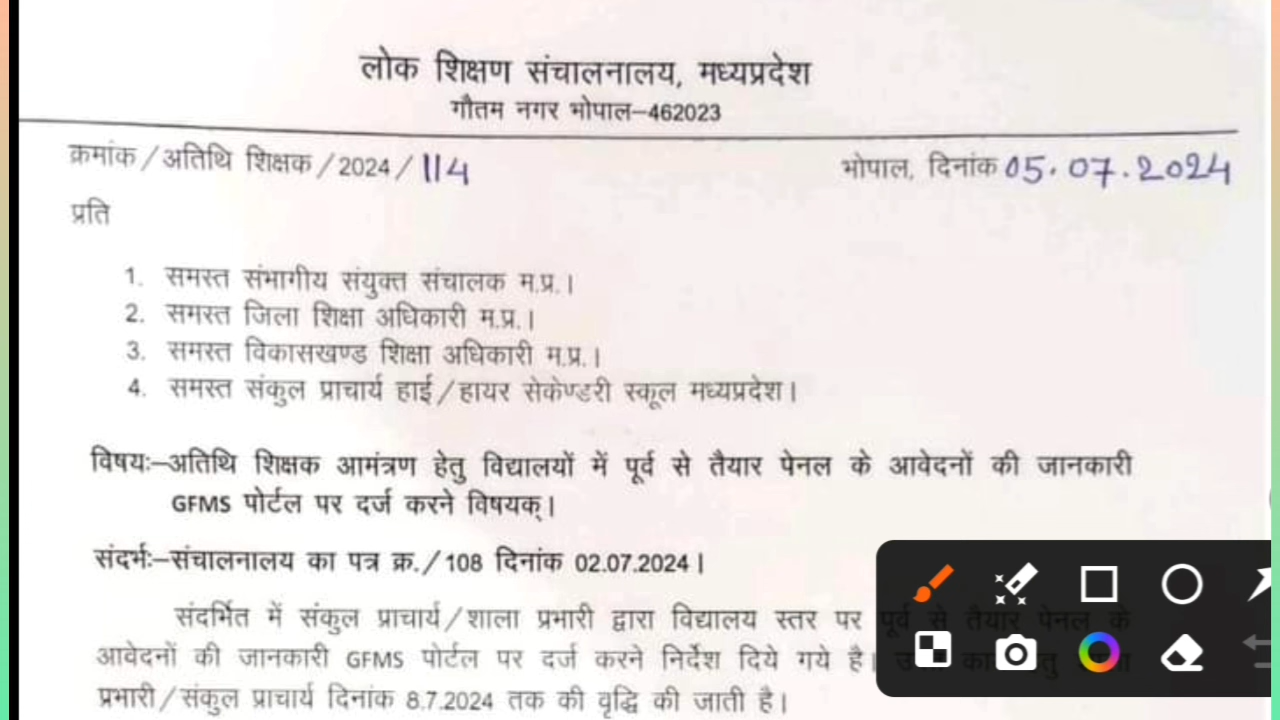 लोक शिक्षण संचालनालय, मध्यप्रदेश
गौतम नगर भोपाल–462023
क्रमांक/अतिथि शिक्षक/2024/114 भोपाल, दिनांक 05.07.2024
प्रति
1. समस्त संभागीय संयुक्त संचालक म.प्र.।
2. समस्त जिला शिक्षा अधिकारी म.प्र.।
3. समस्त विकासखण्ड शिक्षा अधिकारी म.प्र.।
4. समस्त संकुल प्राचार्य हाई/हायर सेकेण्डरी स्कूल मध्यप्रदेश।
विषयः–अतिथि शिक्षक आमंत्रण हेतु विद्यालयों में पूर्व से तैयार पेनल के आवेदनों की जानकारी
GFMS पोर्टल पर दर्ज करने विषयक्।
संदर्भः–संचालनालय का पत्र क्र./108 दिनांक 02.07.2024।
संदर्भित में संकुल प्राचार्य/शाला प्रभारी द्वारा विद्यालय स्तर पर पूर्व से तैयार पेनल के
आवेदनों की जानकारी GFMS पोर्टल पर दर्ज करने निर्देश दिये गये है।
प्रभारी/संकुल प्राचार्य दिनांक 8.7.2024 तक की वृद्धि की जाती है।